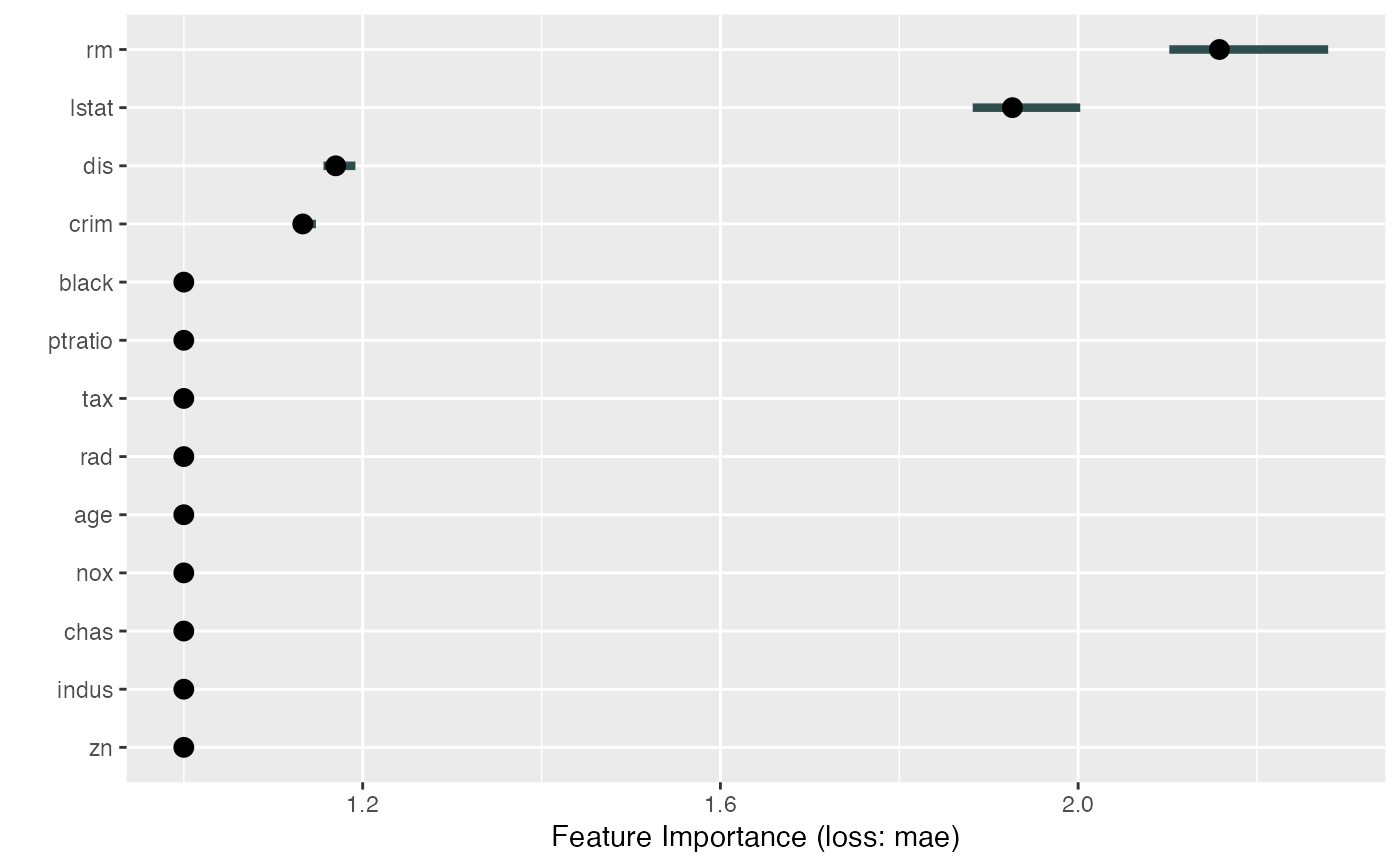 rm
lstat
dis
crim
black
ptratio
tax
rad
age
nox
chas
indus
zn
1.2 1.6 2.0
Feature Importance (loss: mae)